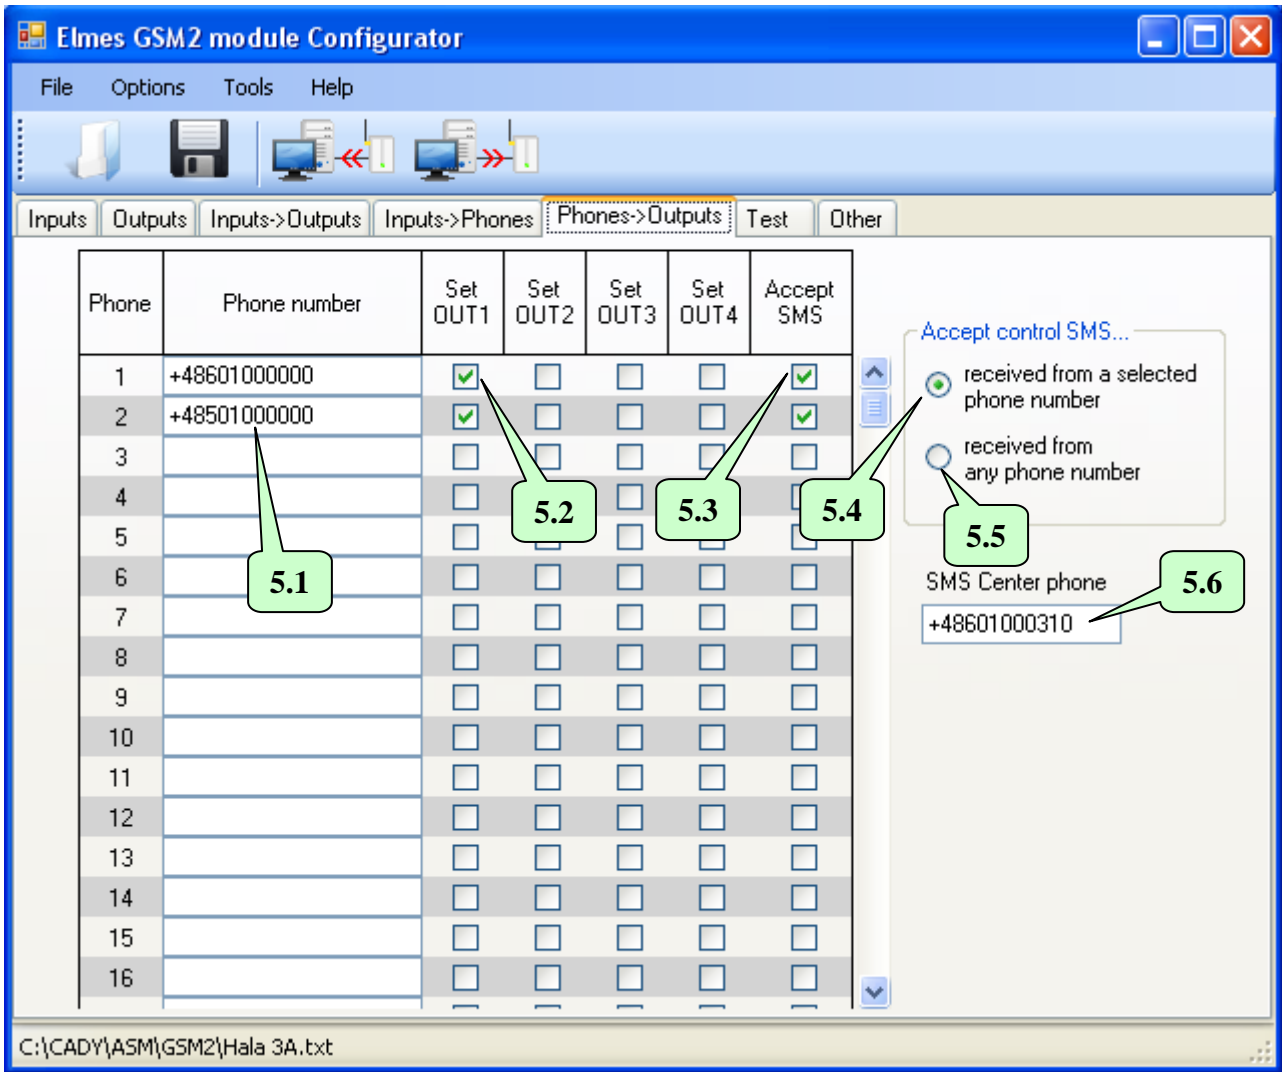 Elmes GSM2 module Configurator
File Options Tools Help
Inputs Outputs Inputs->Outputs Inputs->Phones Phones->Outputs Test Other
Phone Phone number Set OUT1 Set OUT2 Set OUT3 Set OUT4 Accept SMS
1 +48601000000
2 +48501000000
3
4
5
6
7
8
9
10
11
12
13
14
15
16
Accept control SMS...
received from a selected
phone number
received from
any phone number
5.2
5.3
5.4
5.5
5.1
SMS Center phone
5.6
+48601000310
C:\CADY\ASM\GSM2\Hala 3A.txt